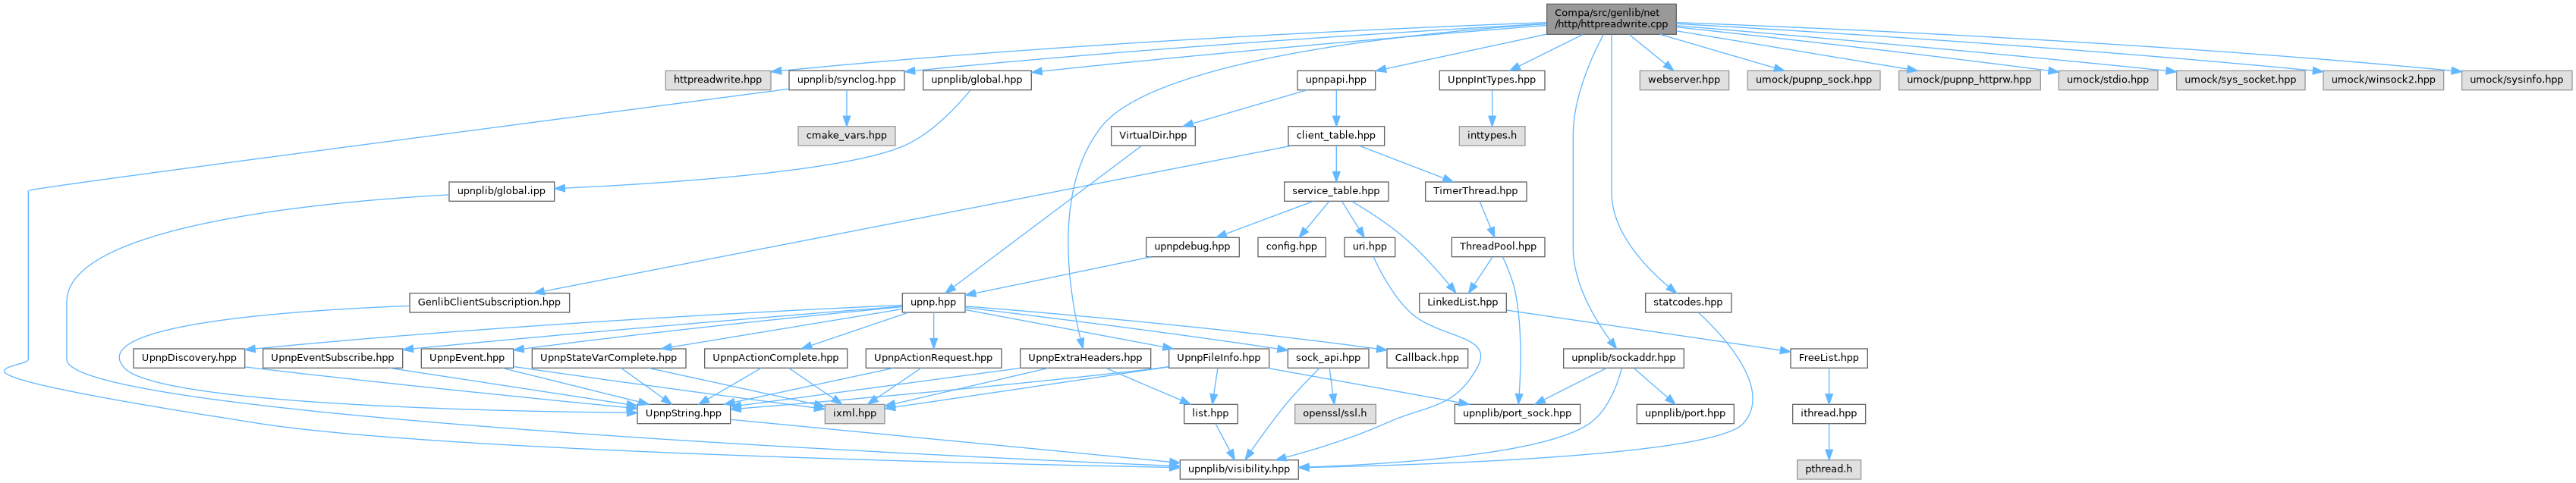 Compa/src/genlib/net
/http/httpreadwrite.cpp
httpreadwrite.hpp
upnplib/synclog.hpp
upnplib/global.hpp
upnpapi.hpp
UpnpIntTypes.hpp
webserver.hpp
umock/pupnp_sock.hpp
umock/pupnp_httprw.hpp
umock/stdio.hpp
umock/sys_socket.hpp
umock/winsock2.hpp
umock/sysinfo.hpp
cmake_vars.hpp
VirtualDir.hpp
client_table.hpp
inttypes.h
upnplib/global.ipp
service_table.hpp
TimerThread.hpp
upnpdebug.hpp
config.hpp
uri.hpp
ThreadPool.hpp
GenlibClientSubscription.hpp
upnp.hpp
LinkedList.hpp
statcodes.hpp
UpnpDiscovery.hpp
UpnpEventSubscribe.hpp
UpnpEvent.hpp
UpnpStateVarComplete.hpp
UpnpActionComplete.hpp
UpnpActionRequest.hpp
UpnpExtraHeaders.hpp
UpnpFileInfo.hpp
sock_api.hpp
Callback.hpp
upnplib/sockaddr.hpp
FreeList.hpp
UpnpString.hpp
ixml.hpp
list.hpp
openssl/ssl.h
upnplib/port_sock.hpp
upnplib/port.hpp
ithread.hpp
upnplib/visibility.hpp
pthread.h